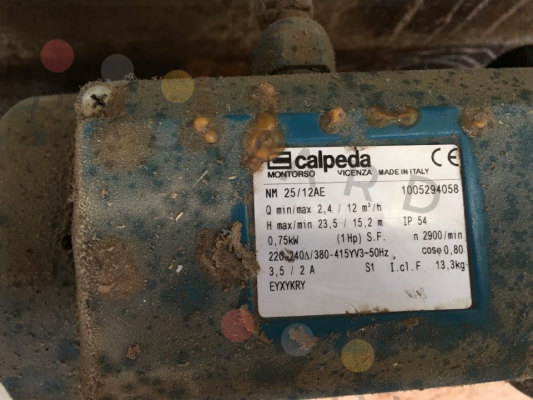 calpeda CE
MONTORSO VICENZA MADE IN ITALY
NM 25/12AE 1005294058
Q min/max 2,4 / 12 m³/h
H max/min 23,5 / 15,2 m IP 54
0,75kW (1Hp) S.F. n 2900/min
220-240Δ/380-415YV3~50Hz cosφ 0,80
3,5 / 2 A S1 I.cl.F 13,3kg
EYXYKRY